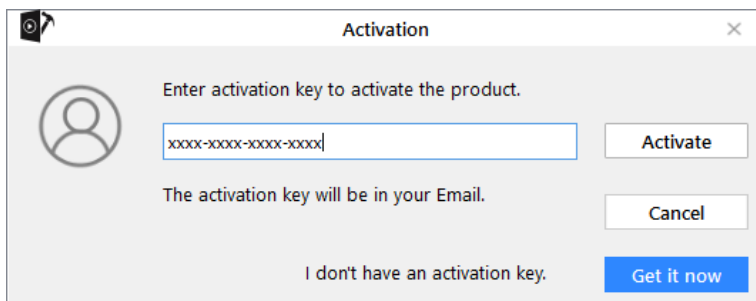 Activation
Enter activation key to activate the product.
xxxx-xxxx-xxxx-xxxx
Activate
The activation key will be in your Email.
Cancel
I don't have an activation key.
Get it now